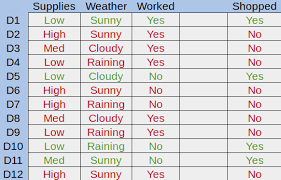 Supplies Weather Worked Shopped
D1 Low Sunny Yes Yes
D2 High Sunny Yes No
D3 Med Cloudy Yes No
D4 Low Raining Yes No
D5 Low Cloudy No Yes
D6 High Sunny No No
D7 High Raining No No
D8 Med Cloudy Yes No
D9 Low Raining Yes No
D10 Low Raining No Yes
D11 Med Sunny No Yes
D12 High Sunny Yes No